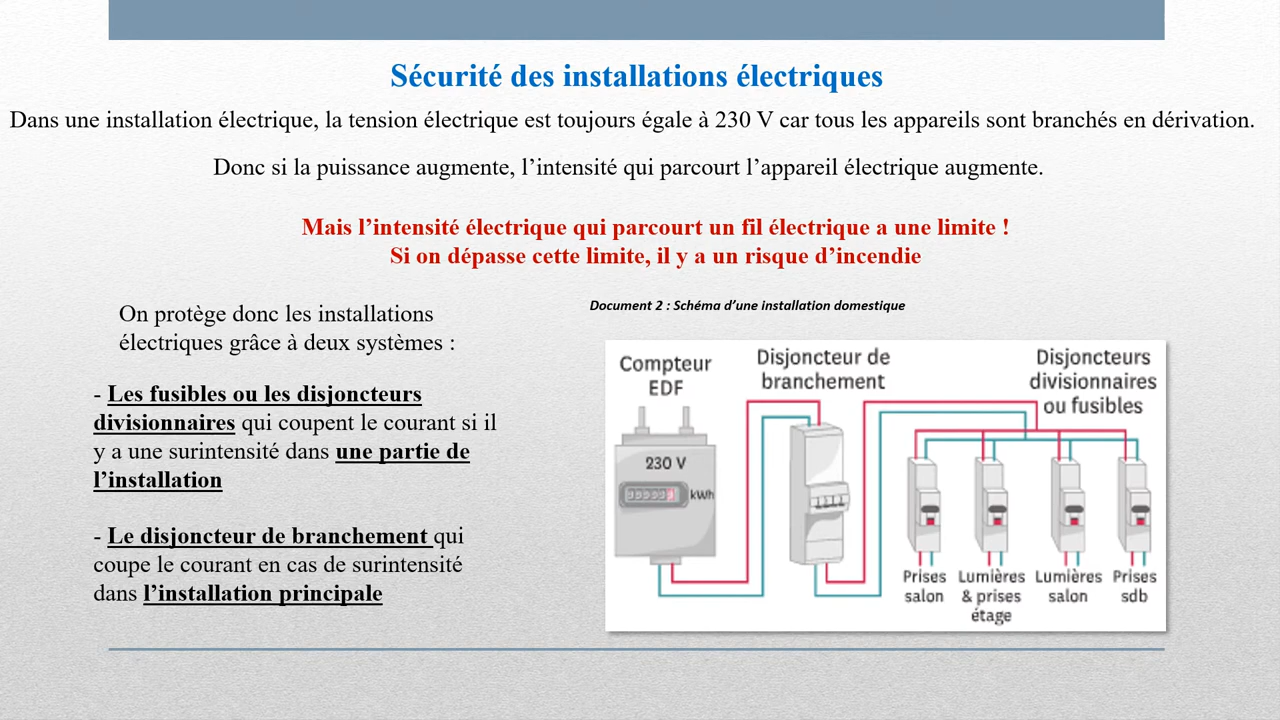 Sécurité des installations électriques
Dans une installation électrique, la tension électrique est toujours égale à 230 V car tous les appareils sont branchés en dérivation.
Donc si la puissance augmente, l’intensité qui parcourt l’appareil électrique augmente.
Mais l’intensité électrique qui parcourt un fil électrique a une limite !
Si on dépasse cette limite, il y a un risque d’incendie
On protège donc les installations
électriques grâce à deux systèmes :
- Les fusibles ou les disjoncteurs
divisionnaires qui coupent le courant si il
y a une surintensité dans une partie de
l’installation
- Le disjoncteur de branchement qui
coupe le courant en cas de surintensité
dans l’installation principale
Document 2 : Schéma d’une installation domestique
Compteur
EDF
230 V
kWh
Disjoncteur de
branchement
Disjoncteurs
divisionnaires
ou fusibles
Prises
salon
Lumières
& prises
étage
Lumières
salon
Prises
sdb